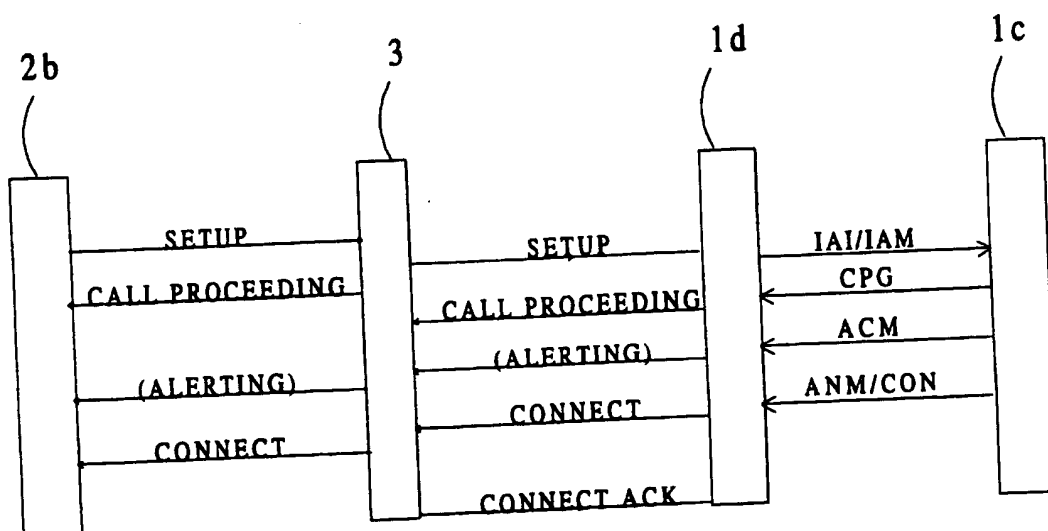 2b
3
1d
1c
SETUP
SETUP
IAI/IAM
CALL PROCEEDING
CALL PROCEEDING
CPG
(ALERTING)
(ALERTING)
ACM
CONNECT
CONNECT
ANM/CON
CONNECT ACK